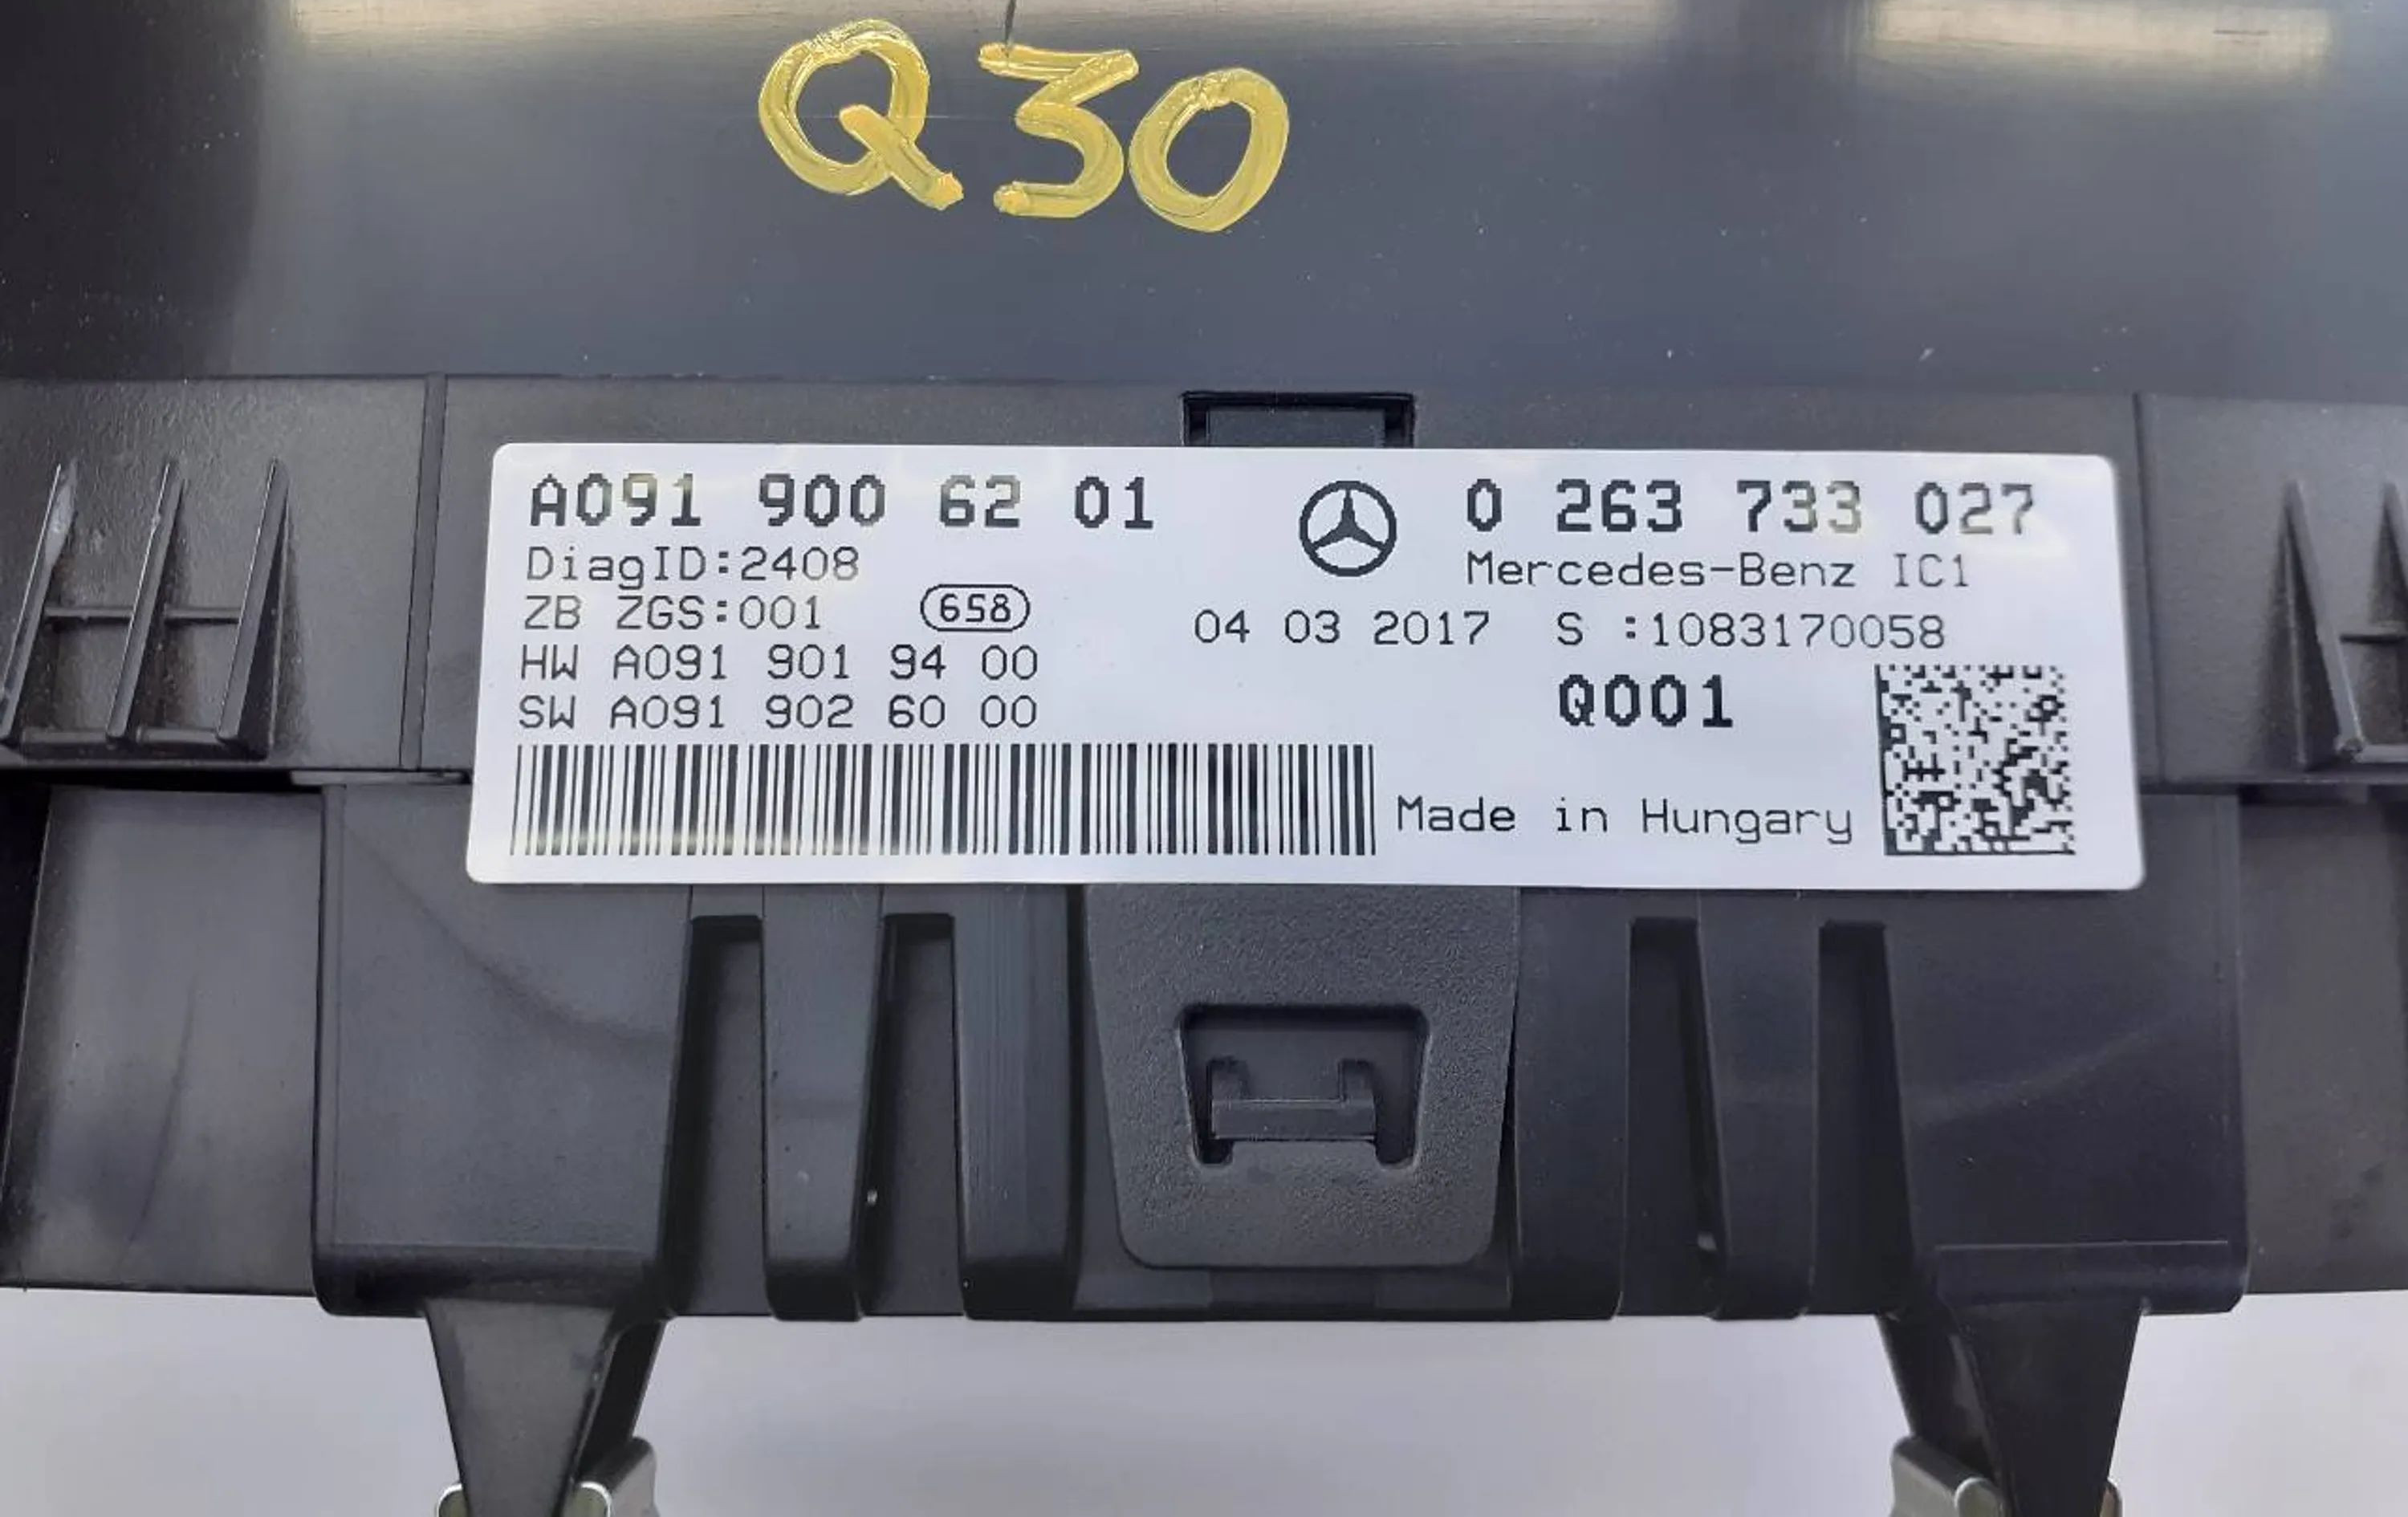 Q30
A091 900 62 01
DiagID:2408
ZB ZGS:001 658
HW A091 901 94 00
SW A091 902 60 00
0 263 733 027
Mercedes-Benz IC1
04 03 2017 S :1083170058
Q001
Made in Hungary